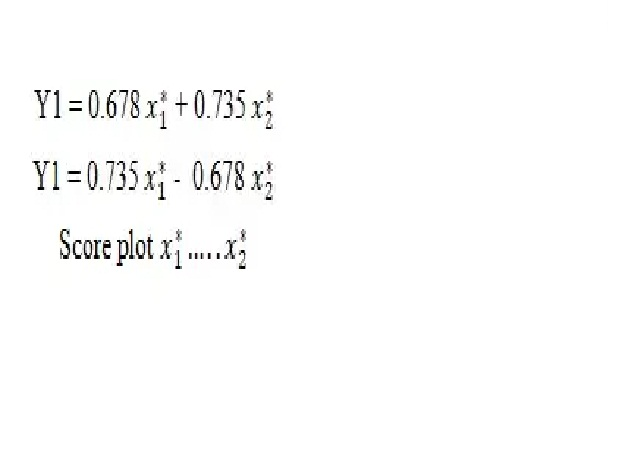 Y1 = 0.678 x₁* + 0.735 x₂*
Y1 = 0.735 x₁* - 0.678 x₂*
Score plot x₁* ..... x₂*